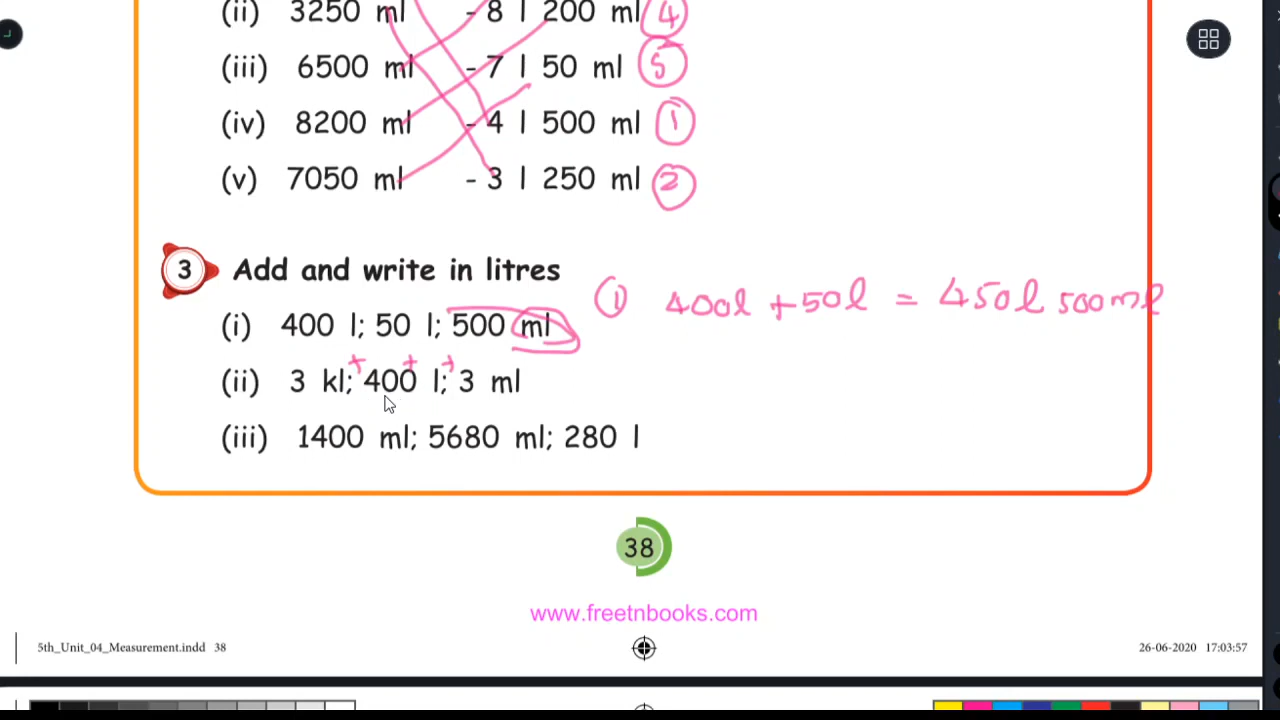 (ii) 3250 ml - 8 l 200 ml 4
(iii) 6500 ml - 7 l 50 ml 5
(iv) 8200 ml - 4 l 500 ml 1
(v) 7050 ml - 3 l 250 ml 2
3 Add and write in litres
(i) 400 l; 50 l; 500 ml
① 400l + 50l = 450l 500ml
+ + +
(ii) 3 kl; 400 l; 3 ml
(iii) 1400 ml; 5680 ml; 280 l
38
www.freetnbooks.com
5th_Unit_04_Measurement.indd 38
26-06-2020 17:03:57